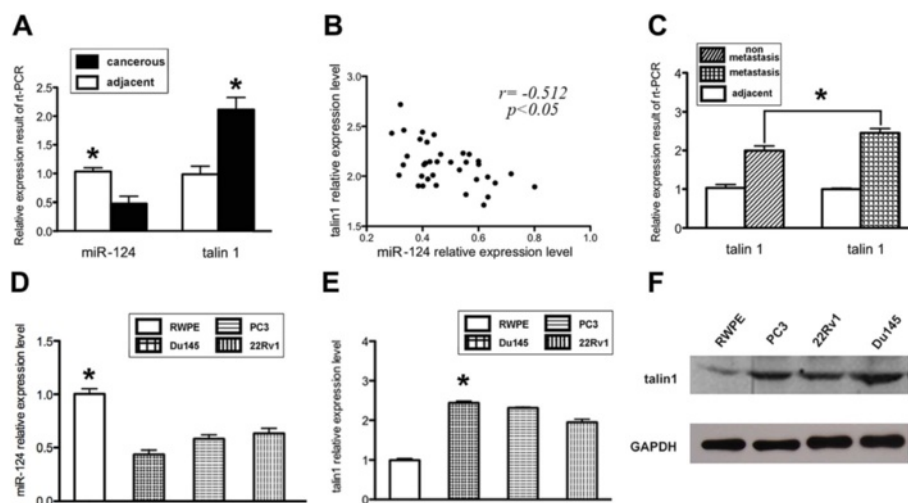 A
cancerous
adjacent
Relative expression result of rt-PCR
2.5
2.0
1.5
1.0
0.5
0.0
*
*
miR-124
talin 1
B
talin1 relative expression level
3.0
2.5
2.0
1.5
r= -0.512
p<0.05
0.2
0.4
0.6
0.8
1.0
miR-124 relative expression level
C
non
metastasis
metastasis
adjacent
Relative expression result of rt-PCR
3
2
1
0
*
talin 1
talin 1
D
RWPE
PC3
Du145
22Rv1
miR-124 relative expression level
1.5
1.0
0.5
0.0
*
E
RWPE
PC3
Du145
22Rv1
talin1 relative expression level
4
3
2
1
0
*
F
RWPE
PC3
22Rv1
Du145
talin1
GAPDH